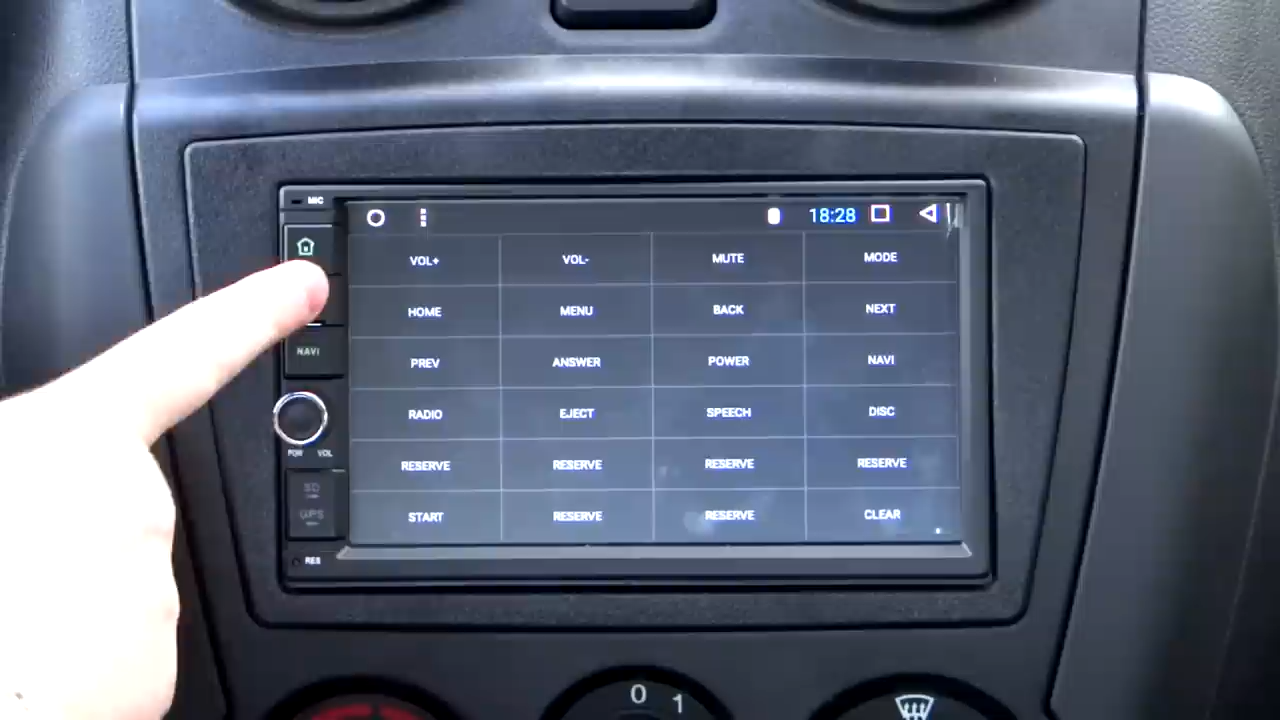 MIC
18:28
VOL+ VOL- MUTE MODE
HOME MENU BACK NEXT
NAVI
PREV ANSWER POWER NAVI
RADIO EJECT SPEECH DISC
PWR VOL
RESERVE RESERVE RESERVE RESERVE
SD
GPS
START RESERVE RESERVE CLEAR
RES
0 1